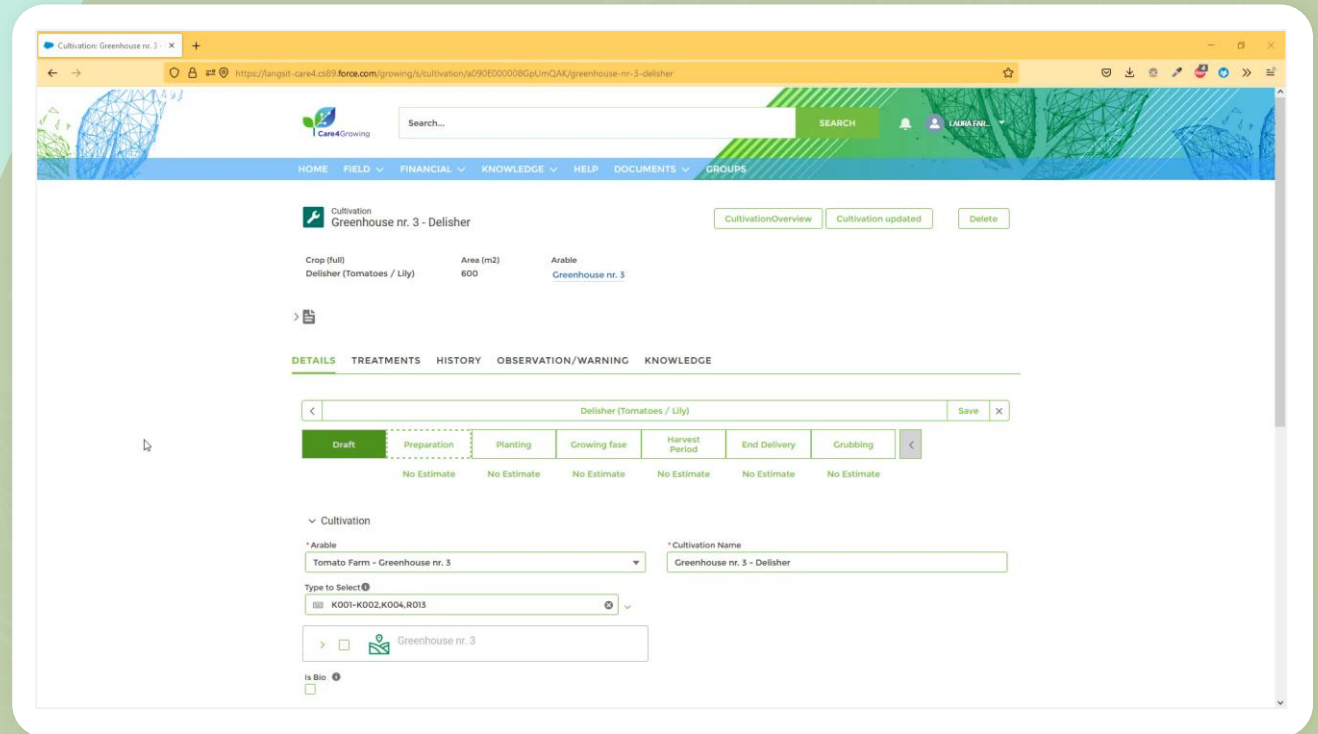 Cultivation: Greenhouse nr. 3 -
https://langsit-care4.cs89.force.com/growing/s/cultivation/a090E000008GpUmQAK/greenhouse-nr-3-delisher
Care4Growing
Search...
SEARCH
LAURA FAR...
HOME FIELD FINANCIAL KNOWLEDGE HELP DOCUMENTS GROUPS
Cultivation
Greenhouse nr. 3 - Delisher
CultivationOverview Cultivation updated Delete
Crop (full) Area (m2) Arable
Delisher (Tomatoes / Lily) 600 Greenhouse nr. 3
DETAILS TREATMENTS HISTORY OBSERVATION/WARNING KNOWLEDGE
Delisher (Tomatoes / Lily) Save
Draft Preparation Planting Growing fase Harvest Period End Delivery Grubbing
No Estimate No Estimate No Estimate No Estimate No Estimate No Estimate
Cultivation
*Arable *Cultivation Name
Tomato Farm - Greenhouse nr. 3 Greenhouse nr. 3 - Delisher
Type to Select
K001-K002,K004,R013
Greenhouse nr. 3
Is Bio